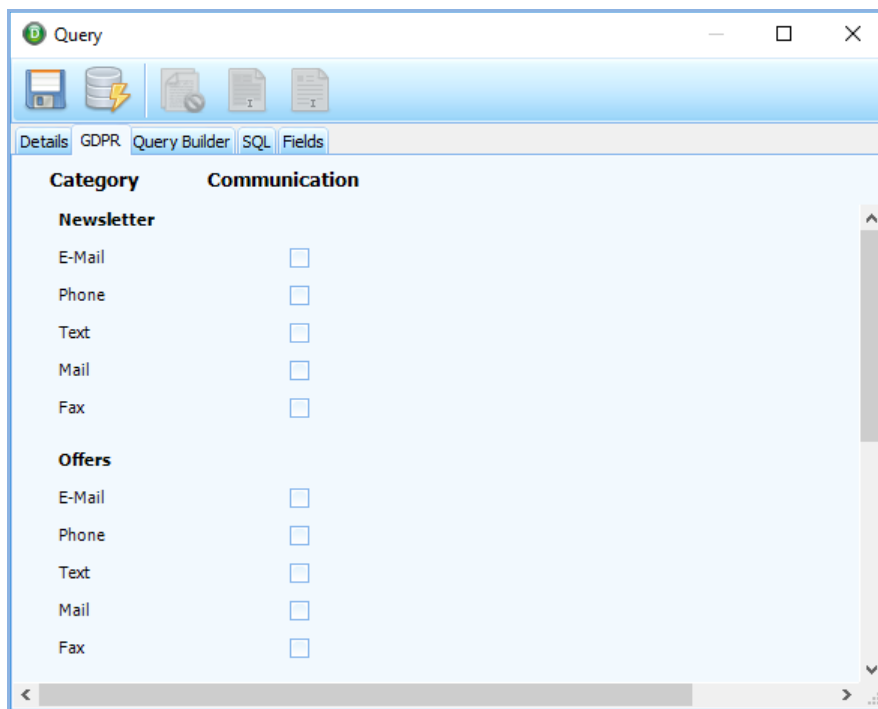 Query
Details GDPR Query Builder SQL Fields
Category Communication
Newsletter
E-Mail
Phone
Text
Mail
Fax
Offers
E-Mail
Phone
Text
Mail
Fax